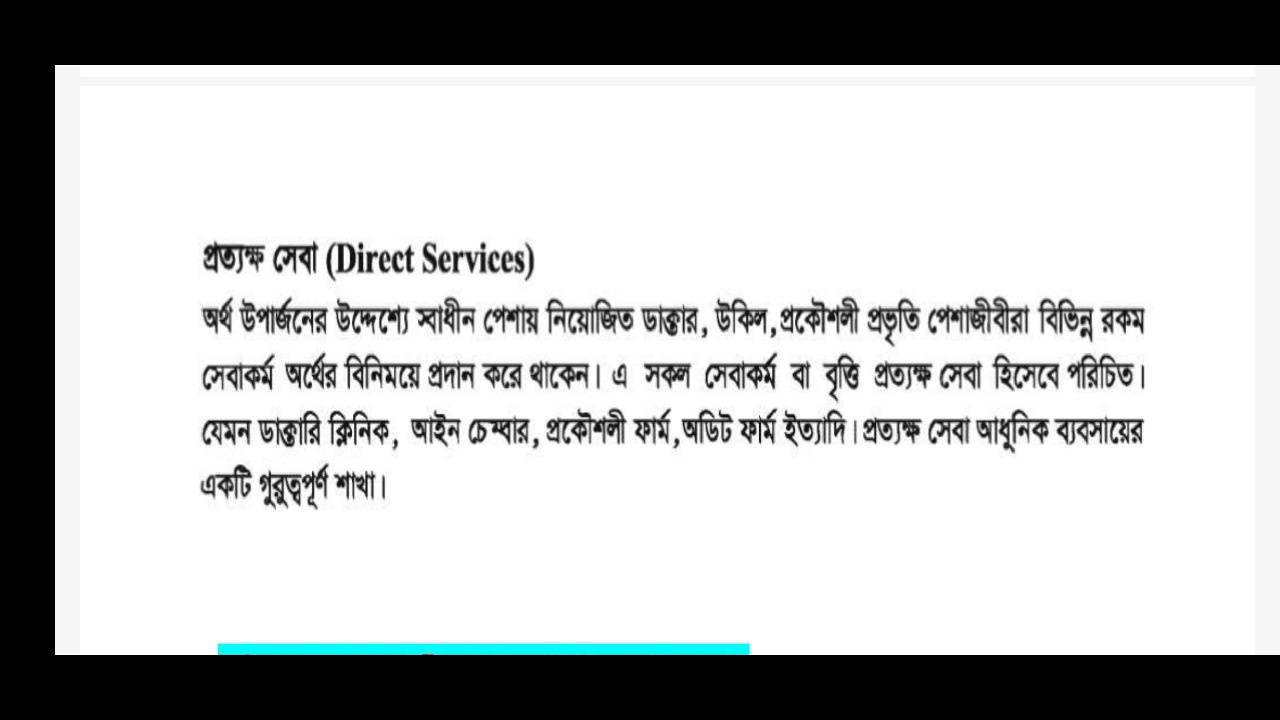 প্রত্যক্ষ সেবা (Direct Services)
অর্থ উপার্জনের উদ্দেশ্যে স্বাধীন পেশায় নিয়োজিত ডাক্তার, উকিল,প্রকৌশলী প্রভৃতি পেশাজীবীরা বিভিন্ন রকম
সেবাকর্ম অর্থের বিনিময়ে প্রদান করে থাকেন। এ সকল সেবাকর্ম বা বৃত্তি প্রত্যক্ষ সেবা হিসেবে পরিচিত।
যেমন ডাক্তারি ক্লিনিক, আইন চেম্বার, প্রকৌশলী ফার্ম,অডিট ফার্ম ইত্যাদি। প্রত্যক্ষ সেবা আধুনিক ব্যবসায়ের
একটি গুরুত্বপূর্ণ শাখা।